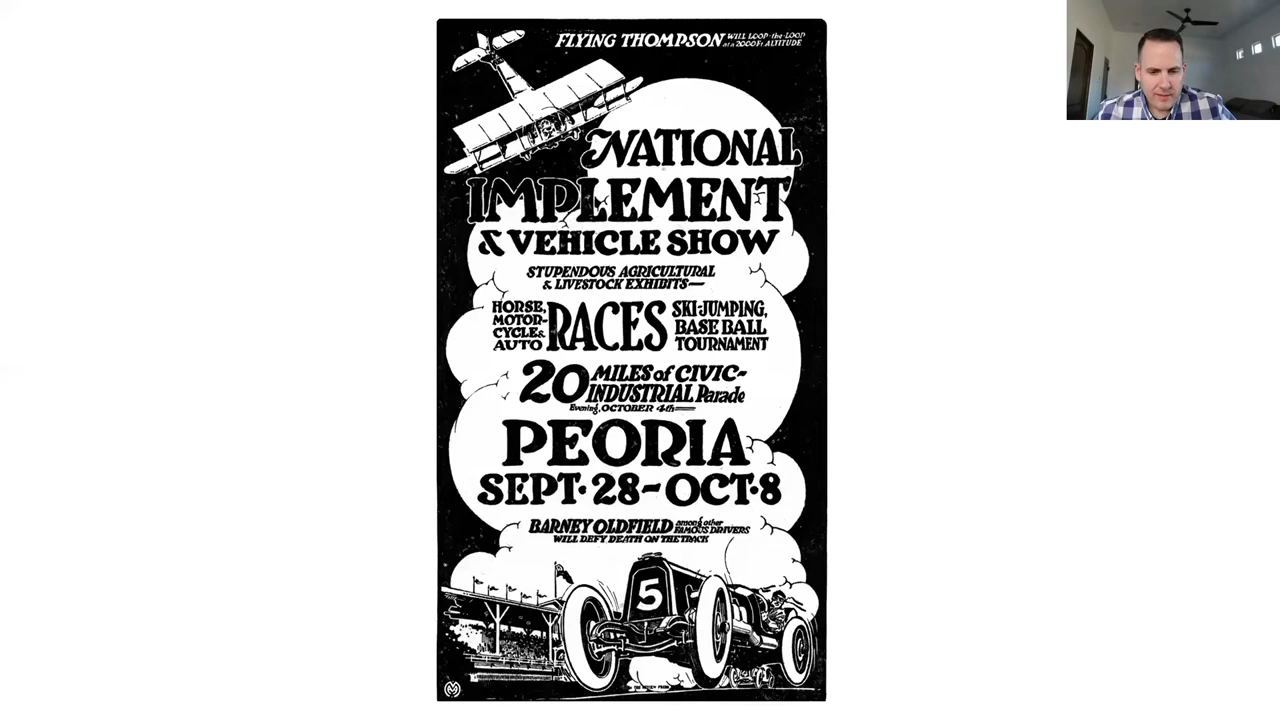 FLYING THOMPSON WILL LOOP-the-LOOP
at a 2000 Ft ALTITUDE
NATIONAL
IMPLEMENT
& VEHICLE SHOW
STUPENDOUS AGRICULTURAL
& LIVESTOCK EXHIBITS—
HORSE,
MOTOR-
CYCLE &
AUTO
RACES
SKI-JUMPING,
BASE BALL
TOURNAMENT
20 MILES of CIVIC-
INDUSTRIAL Parade
Evening, OCTOBER 4th
PEORIA
SEPT·28-OCT·8
BARNEY OLDFIELD among other
FAMOUS DRIVERS
WILL DEFY DEATH ON THE TRACK
5